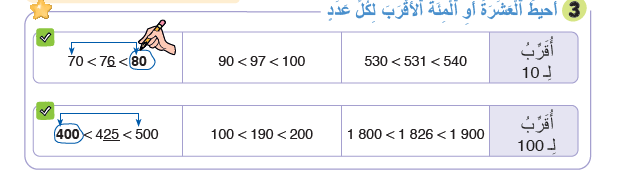 3 أُحيطُ ٱلْعَشَرَةَ أَوِ ٱلْمِئَةَ ٱلْأَقْرَبَ لِكُلِّ عَدَدٍ
أُقَرِّبُ لِـ 10
530 < 531 < 540
90 < 97 < 100
70 < 76 < 80
أُقَرِّبُ لِـ 100
1 800 < 1 826 < 1 900
100 < 190 < 200
400 < 425 < 500